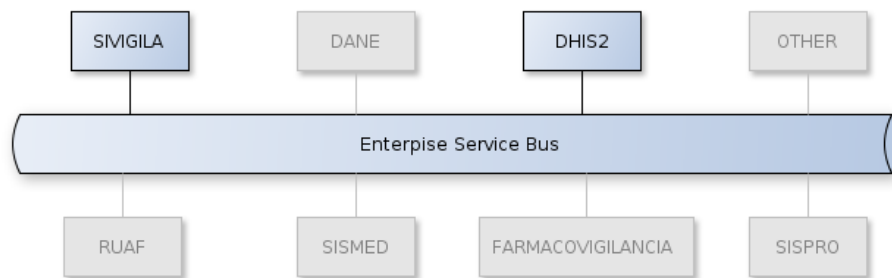 SIVIGILA
DANE
DHIS2
OTHER
Enterpise Service Bus
RUAF
SISMED
FARMACOVIGILANCIA
SISPRO